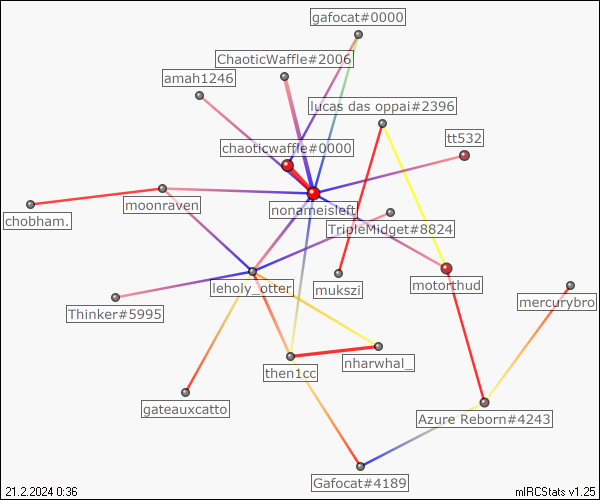 gafocat#0000
ChaoticWaffle#2006
amah1246
lucas das oppai#2396
tt532
chaoticwaffle#0000
moonraven
nonameisleft
chobham.
TripleMidget#8824
leholy_otter
mukszi
motorthud
mercurybro
Thinker#5995
then1cc
nharwhal_
gateauxcatto
Azure Reborn#4243
Gafocat#4189
21.2.2024 0:36
mIRCStats v1.25